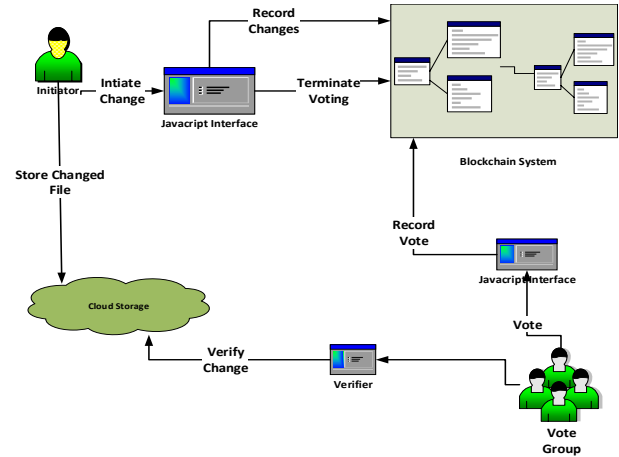 Record
Changes
Initiator
Intiate
Change
Javacript Interface
Terminate
Voting
Blockchain System
Store Changed
File
Record
Vote
Javacript Interface
Cloud Storage
Vote
Verify
Change
Verifier
Vote
Group